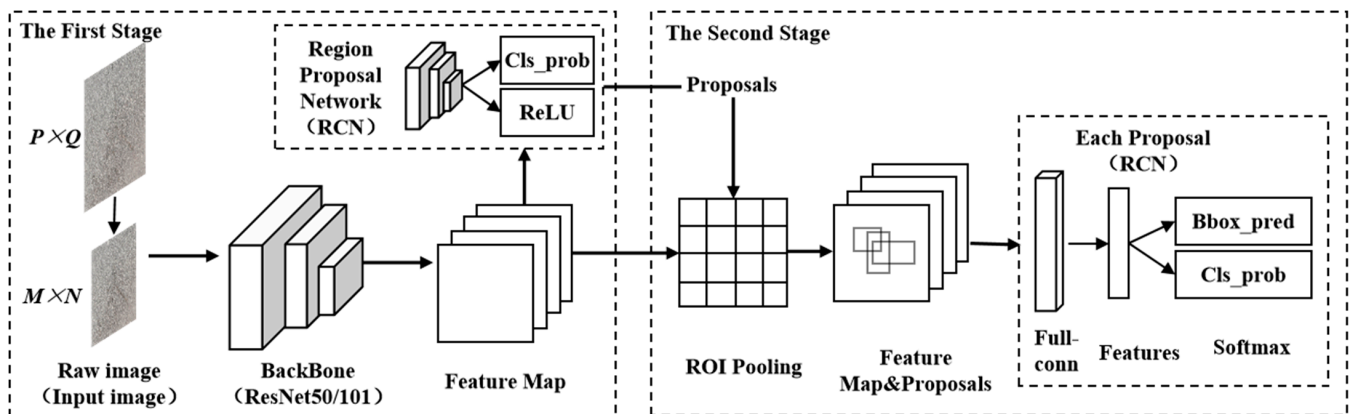 The First Stage
P×Q
M×N
Raw image
（Input image）
BackBone
（ResNet50/101）
Feature Map
Region
Proposal
Network
（RCN）
Cls_prob
ReLU
The Second Stage
Proposals
ROI Pooling
Feature
Map&Proposals
Each Proposal
（RCN）
Bbox_pred
Cls_prob
Full-
conn
Features
Softmax